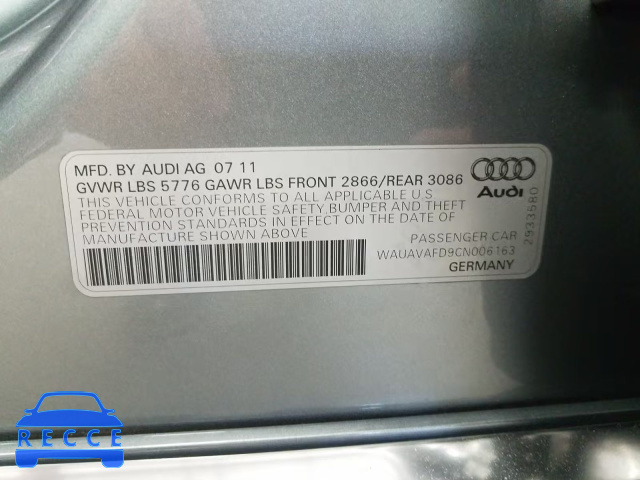 MFD. BY AUDI AG 07 11
GVWR LBS 5776 GAWR LBS FRONT 2866/REAR 3086
THIS VEHICLE CONFORMS TO ALL APPLICABLE U.S
FEDERAL MOTOR VEHICLE SAFETY,BUMPER AND THEFT
PREVENTION STANDARDS IN EFFECT ON THE DATE OF
MANUFACTURE SHOWN ABOVE
Audi
2933480
PASSENGER CAR
WAUAVAFD9CN006163
GERMANY
RECCE